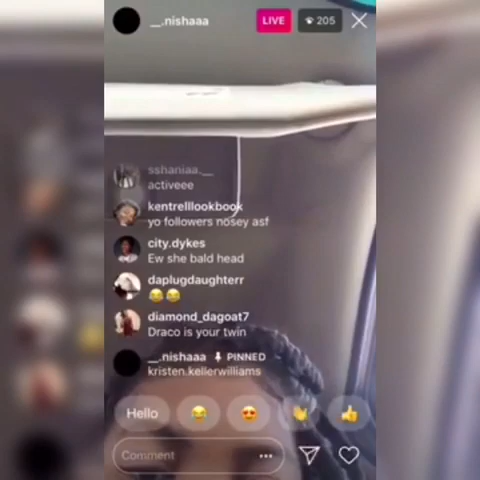 __.nishaaa
LIVE
205
sshaniaa.__
activeee
kentrelllookbook
yo followers nosey asf
city.dykes
Ew she bald head
daplugdaughterr
😂😂
diamond_dagoat7
Draco is your twin
__.nishaaa PINNED
kristen.kellerwilliams
Hello
Comment